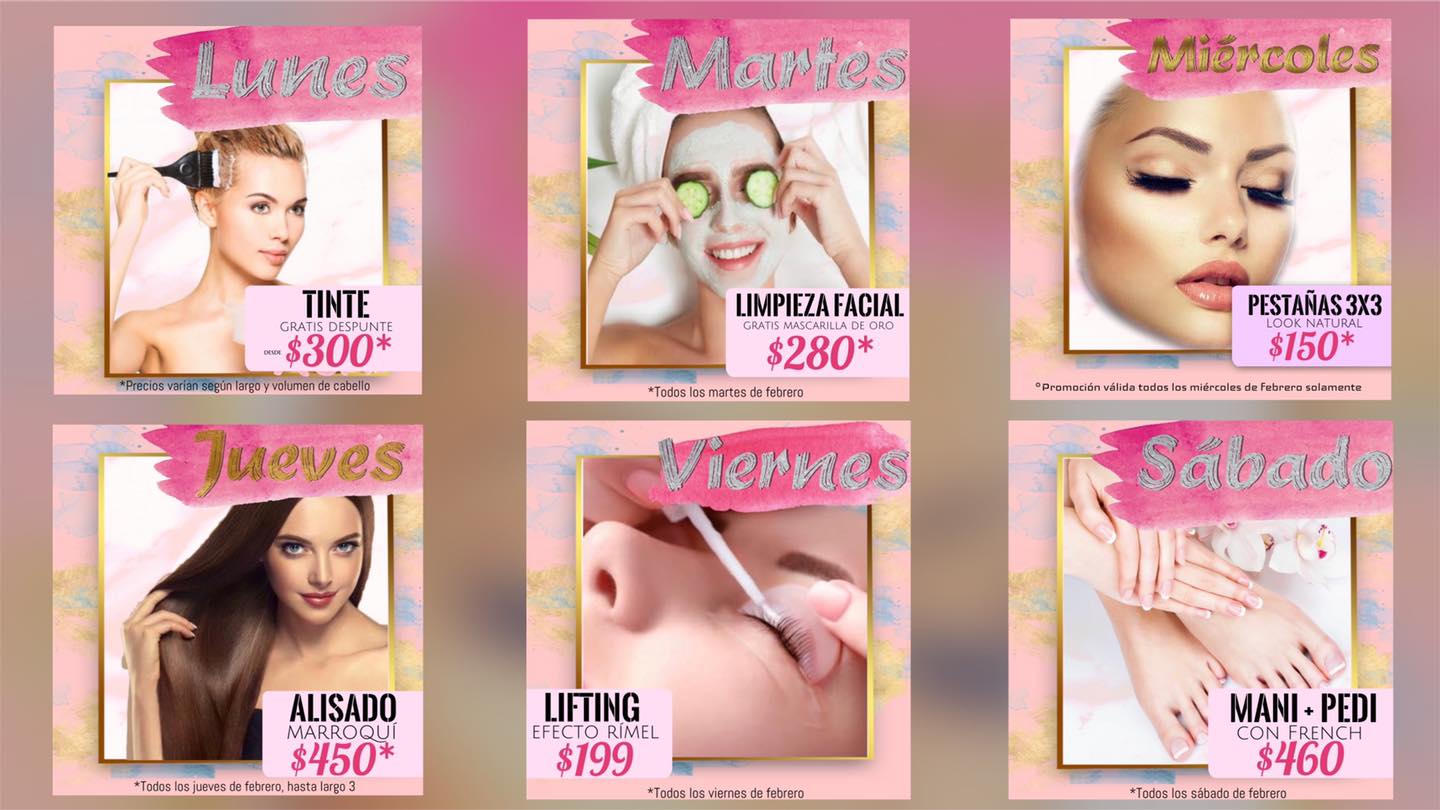 Lunes
TINTE
GRATIS DESPUNTE
DESDE $300*
*Precios varían según largo y volumen de cabello
Martes
LIMPIEZA FACIAL
GRATIS MASCARILLA DE ORO
$280*
*Todos los martes de febrero
Miércoles
PESTAÑAS 3X3
LOOK NATURAL
$150*
°Promoción válida todos los miércoles de febrero solamente
Jueves
ALISADO
MARROQUÍ
$450*
*Todos los jueves de febrero, hasta largo 3
Viernes
LIFTING
EFECTO RÍMEL
$199
*Todos los viernes de febrero
Sábado
MANI + PEDI
CON FRENCH
$460
*Todos los sábado de febrero